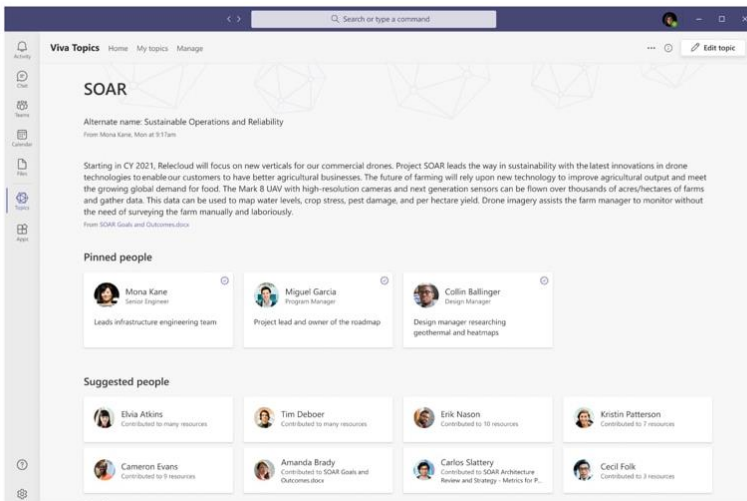 Search or type a command
Viva Topics Home My topics Manage
Edit topic
Activity
Chat
Teams
Calendar
Files
Topics
Apps
SOAR
Alternate name: Sustainable Operations and Reliability
From Mona Kane, Mon at 9:17am
Starting in CY 2021, Relecloud will focus on new verticals for our commercial drones. Project SOAR leads the way in sustainability with the latest innovations in drone
technologies to enable our customers to have better agricultural businesses. The future of farming will rely upon new technology to improve agricultural output and meet
the growing global demand for food. The Mark 8 UAV with high-resolution cameras and next generation sensors can be flown over thousands of acres/hectares of farms
and gather data. This data can be used to map water levels, crop stress, pest damage, and per hectare yield. Drone imagery assists the farm manager to monitor without
the need of surveying the farm manually and laboriously.
From SOAR Goals and Outcomes.docx
Pinned people
Mona Kane
Senior Engineer
Leads infrastructure engineering team
Miguel Garcia
Program Manager
Project lead and owner of the roadmap
Collin Ballinger
Design Manager
Design manager researching
geothermal and heatmaps
Suggested people
Elvia Atkins
Contributed to many resources
Tim Deboer
Contributed to many resources
Erik Nason
Contributed to 10 resources
Kristin Patterson
Contributed to 7 resources
Cameron Evans
Contributed to 9 resources
Amanda Brady
Contributed to SOAR Goals and
Outcomes.docx
Carlos Slattery
Contributed to SOAR Architecture
Review and Strategy - Metrics for P...
Cecil Folk
Contributed to 3 resources